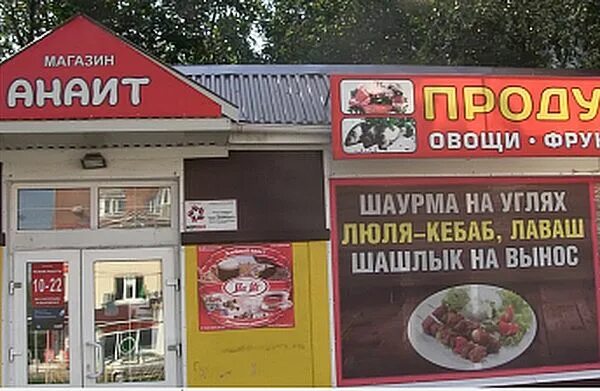 МАГАЗИН
АНАИТ
ПРОДУ
ОВОЩИ • ФРУ
ШАУРМА НА УГЛЯХ
ЛЮЛЯ-КЕБАБ, ЛАВАШ
ШАШЛЫК НА ВЫНОС
10-22